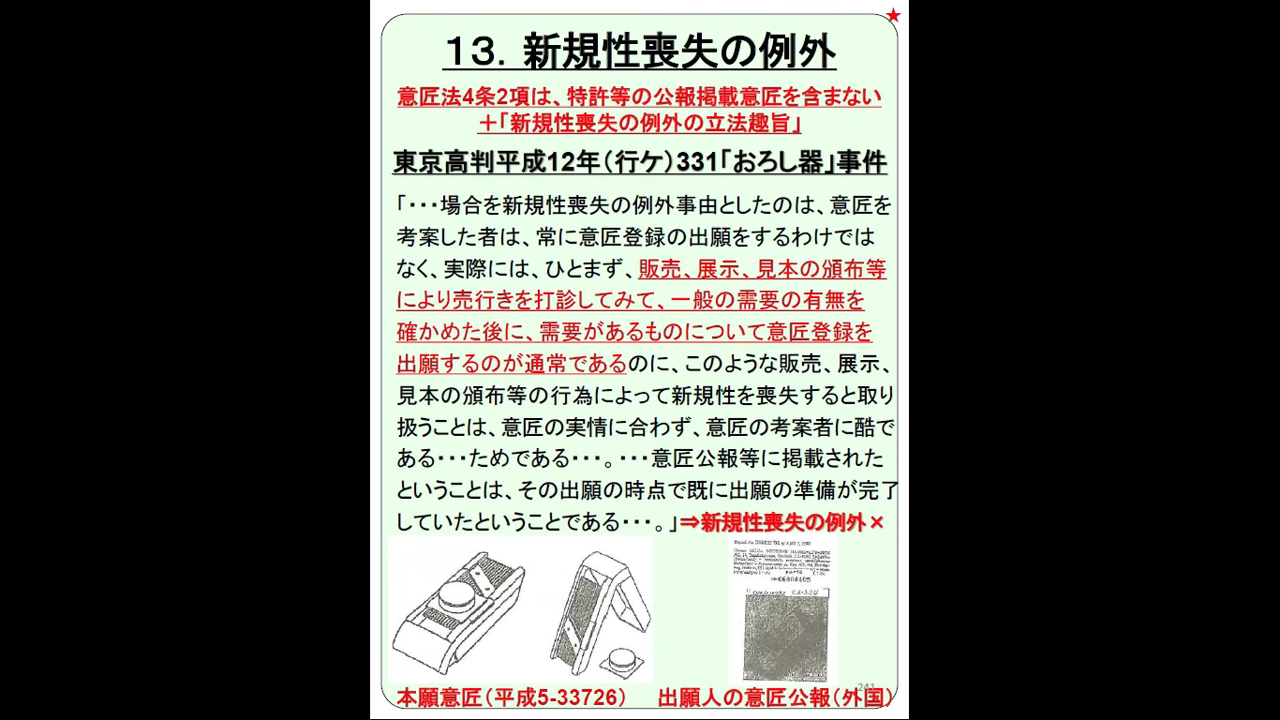 ★
13．新規性喪失の例外
意匠法4条2項は、特許等の公報掲載意匠を含まない
＋「新規性喪失の例外の立法趣旨」
東京高判平成12年（行ケ）331「おろし器」事件
「・・・場合を新規性喪失の例外事由としたのは、意匠を
考案した者は、常に意匠登録の出願をするわけでは
なく、実際には、ひとまず、販売、展示、見本の頒布等
により売行きを打診してみて、一般の需要の有無を
確かめた後に、需要があるものについて意匠登録を
出願するのが通常であるのに、このような販売、展示、
見本の頒布等の行為によって新規性を喪失すると取り
扱うことは、意匠の実情に合わず、意匠の考案者に酷で
ある・・・ためである・・・。・・・意匠公報等に掲載された
ということは、その出願の時点で既に出願の準備が完了
していたということである・・・。」⇒新規性喪失の例外×
241
本願意匠（平成5-33726）
出願人の意匠公報（外国）